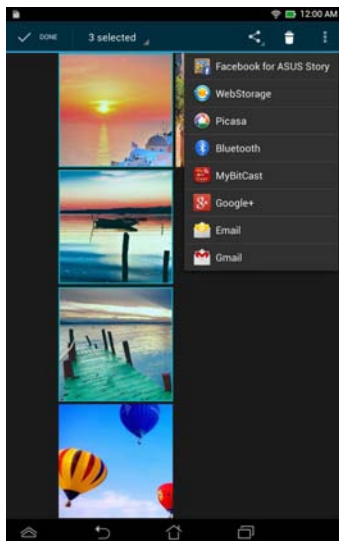 12:00 AM
DONE
3 selected
Facebook for ASUS Story
WebStorage
Picasa
Bluetooth
MyBitCast
Google+
Email
Gmail